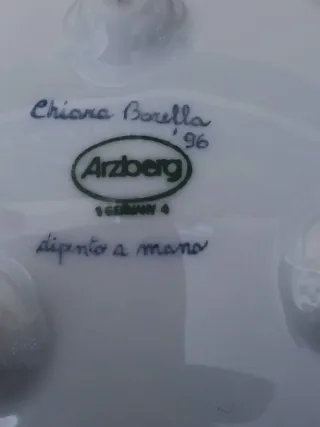 Chiara Borella
'96
Arzberg
GERMANY
dipinto a mano